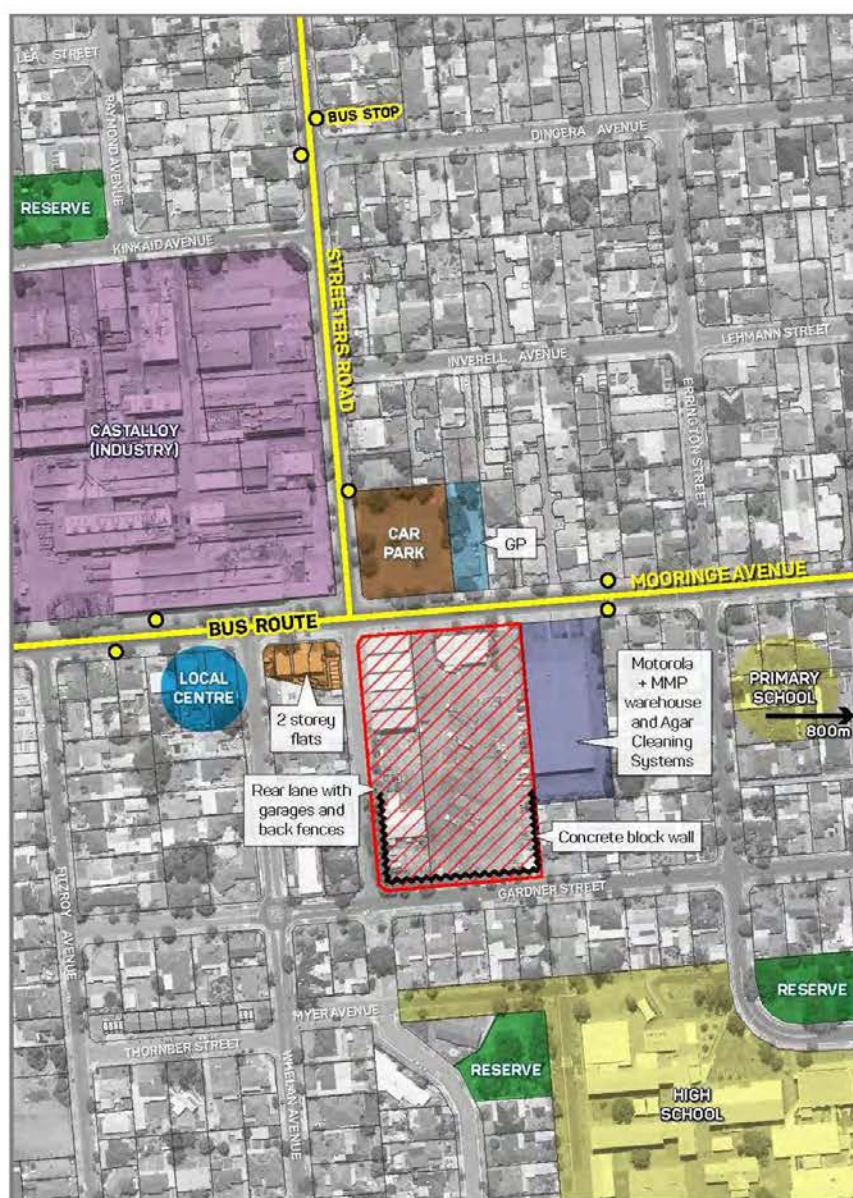 LEA STREET
RAYMOND AVENUE
BUS STOP
DINGERA AVENUE
RESERVE
KINKAID AVENUE
STREETERS ROAD
INVERELL AVENUE
LEHMANN STREET
ERRINGTON STREET
CASTALLOY
(INDUSTRY)
CAR
PARK
GP
MOORINGE AVENUE
BUS ROUTE
LOCAL
CENTRE
2 storey
flats
Motorola
+ MMP
warehouse
and Agar
Cleaning
Systems
PRIMARY
SCHOOL
800m
Rear lane with
garages and
back fences
Concrete block wall
GARDNER STREET
FITZROY AVENUE
MYER AVENUE
THORNBER STREET
WHELAN AVENUE
RESERVE
RESERVE
HIGH
SCHOOL